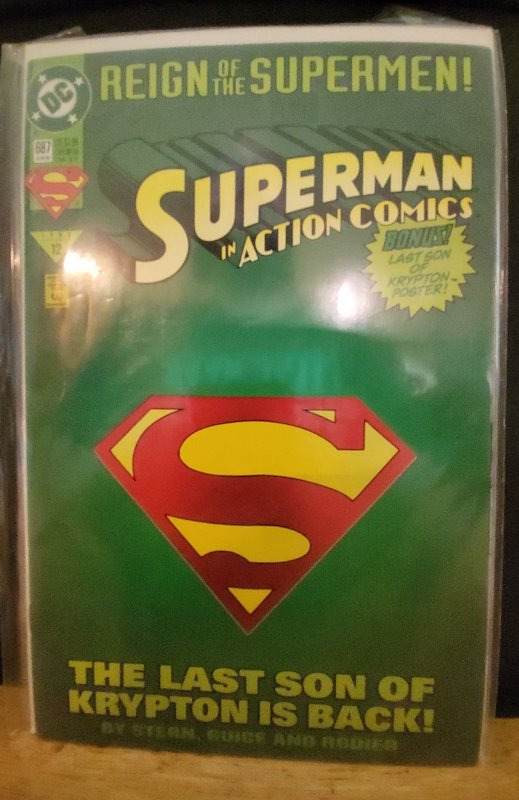 REIGN OF THE SUPERMEN!
DC
687
SUPERMAN
IN ACTION COMICS
BONUS!
LAST SON
OF
KRYPTON
POSTER!
12
S
THE LAST SON OF
KRYPTON IS BACK!
BY STERN, GUICE AND RODIER